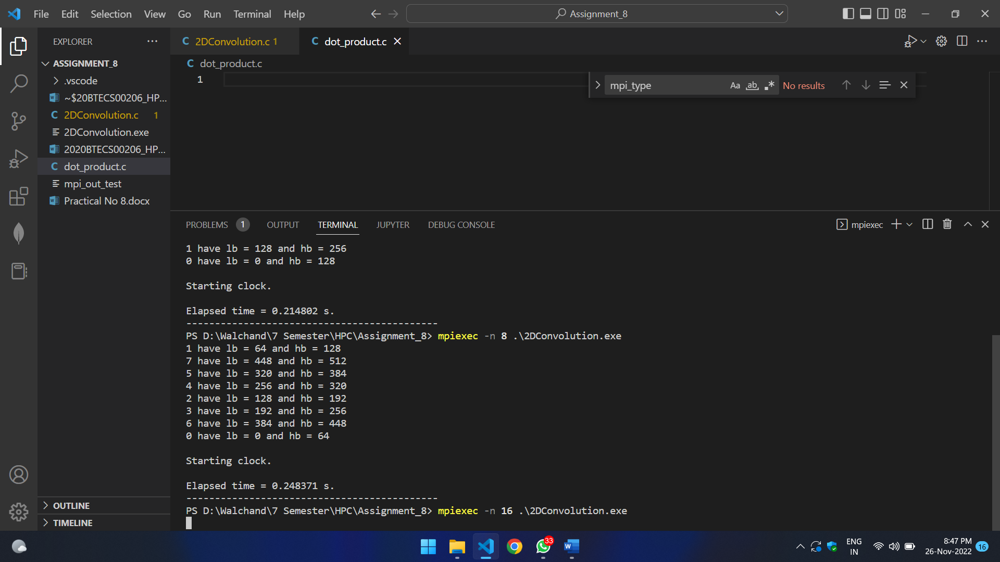 File Edit Selection View Go Run Terminal Help
Assignment_8
EXPLORER
ASSIGNMENT_8
.vscode
~$20BTECS00206_HP...
2DConvolution.c 1
2DConvolution.exe
2020BTECS00206_HP...
dot_product.c
mpi_out_test
Practical No 8.docx
OUTLINE
TIMELINE
C 2DConvolution.c 1
C dot_product.c
C dot_product.c
1
mpi_type Aa ab No results
PROBLEMS 1 OUTPUT TERMINAL JUPYTER DEBUG CONSOLE
mpiexec
1 have lb = 128 and hb = 256
0 have lb = 0 and hb = 128
Starting clock.
Elapsed time = 0.214802 s.
--------------------------------------------
PS D:\Walchand\7 Semester\HPC\Assignment_8> mpiexec -n 8 .\2DConvolution.exe
1 have lb = 64 and hb = 128
7 have lb = 448 and hb = 512
5 have lb = 320 and hb = 384
4 have lb = 256 and hb = 320
2 have lb = 128 and hb = 192
3 have lb = 192 and hb = 256
6 have lb = 384 and hb = 448
0 have lb = 0 and hb = 64
Starting clock.
Elapsed time = 0.248371 s.
--------------------------------------------
PS D:\Walchand\7 Semester\HPC\Assignment_8> mpiexec -n 16 .\2DConvolution.exe
33
ENG
IN
8:47 PM
26-Nov-2022
16